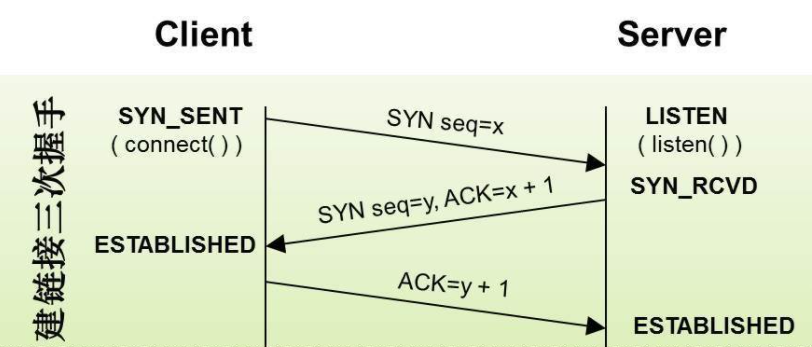 Client
Server
建链接三次握手
SYN_SENT
( connect( ) )
SYN seq=x
LISTEN
( listen( ) )
SYN_RCVD
SYN seq=y, ACK=x + 1
ESTABLISHED
ACK=y + 1
ESTABLISHED